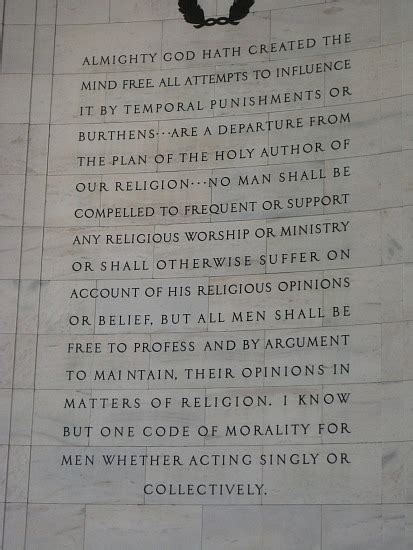 ALMIGHTY GOD HATH CREATED THE
MIND FREE. ALL ATTEMPTS TO INFLUENCE
IT BY TEMPORAL PUNISHMENTS OR
BURTHENS···ARE A DEPARTURE FROM
THE PLAN OF THE HOLY AUTHOR OF
OUR RELIGION···NO MAN SHALL BE
COMPELLED TO FREQUENT OR SUPPORT
ANY RELIGIOUS WORSHIP OR MINISTRY
OR SHALL OTHERWISE SUFFER ON
ACCOUNT OF HIS RELIGIOUS OPINIONS
OR BELIEF, BUT ALL MEN SHALL BE
FREE TO PROFESS AND BY ARGUMENT
TO MAINTAIN, THEIR OPINIONS IN
MATTERS OF RELIGION. I KNOW
BUT ONE CODE OF MORALITY FOR
MEN WHETHER ACTING SINGLY OR
COLLECTIVELY.